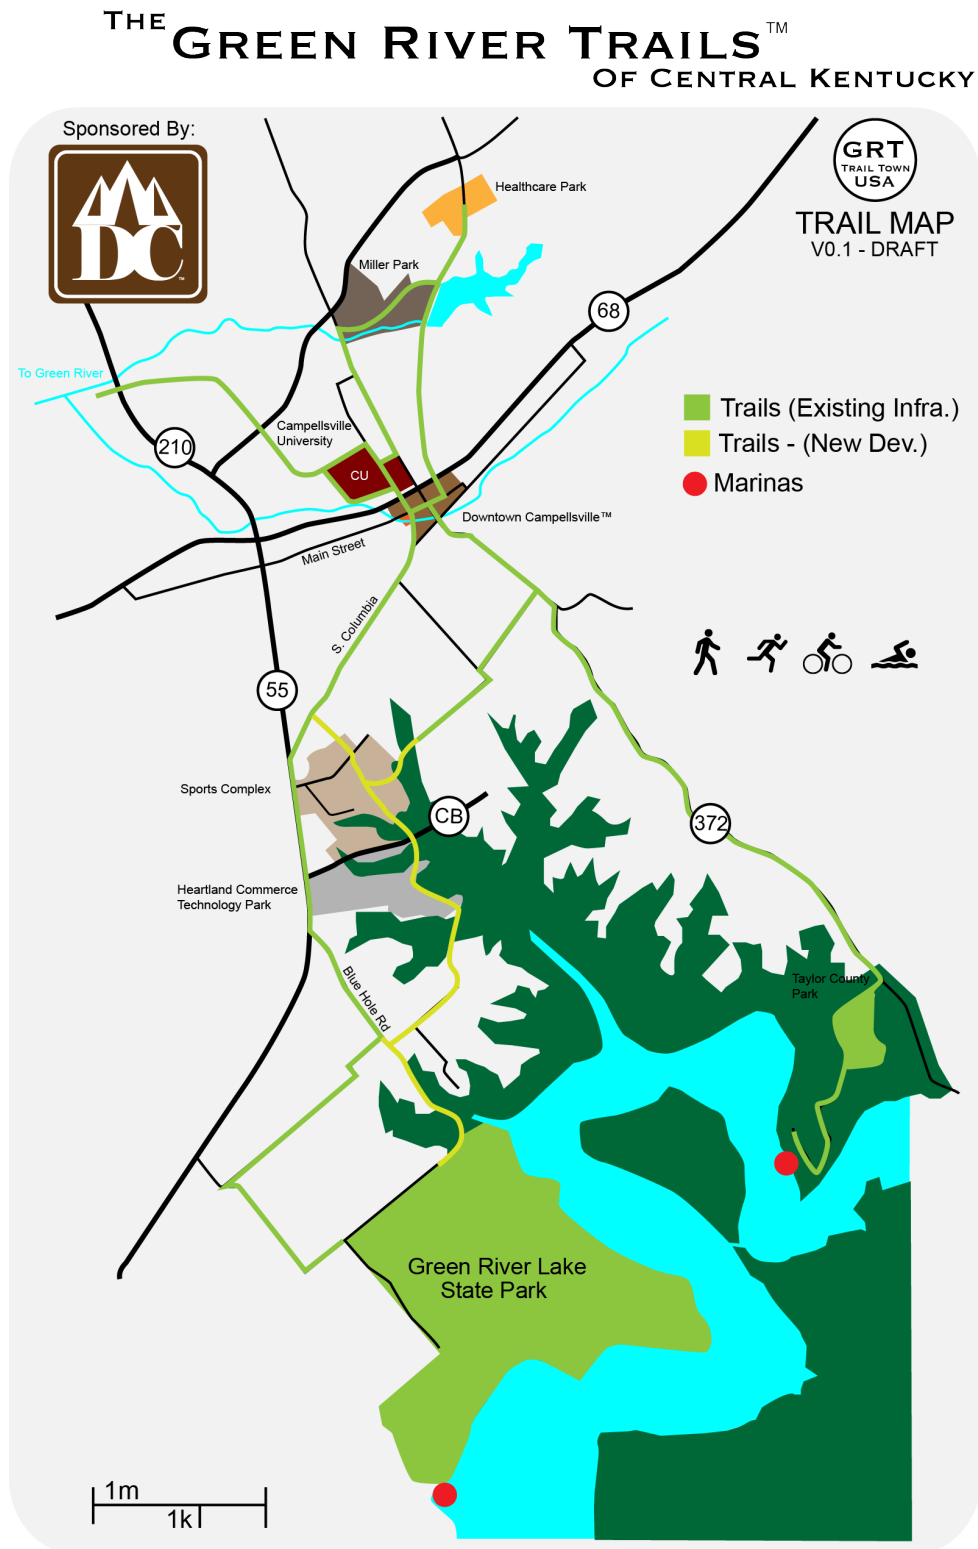 THE
GREEN RIVER TRAILS™
OF CENTRAL KENTUCKY
Sponsored By:
DC™
GRT
TRAIL TOWN
USA
TRAIL MAP
V0.1 - DRAFT
Healthcare Park
Miller Park
68
To Green River
Trails (Existing Infra.)
Trails - (New Dev.)
Marinas
Campellsville
University
210
CU
Downtown Campellsville™
Main Street
S. Columbia
55
Sports Complex
CB
372
Heartland Commerce
Technology Park
Blue Hole Rd
Taylor County
Park
Green River Lake
State Park
1m
1k